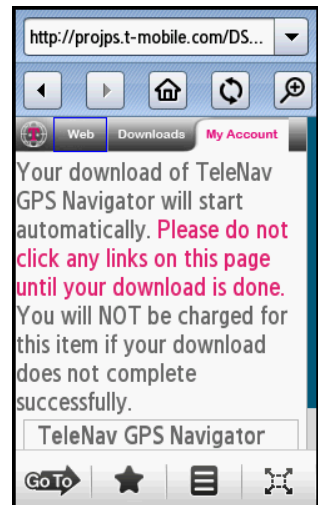 http://projps.t-mobile.com/DS...
Web Downloads My Account
Your download of TeleNav
GPS Navigator will start
automatically. Please do not
click any links on this page
until your download is done.
You will NOT be charged for
this item if your download
does not complete
successfully.
TeleNav GPS Navigator
GoTo